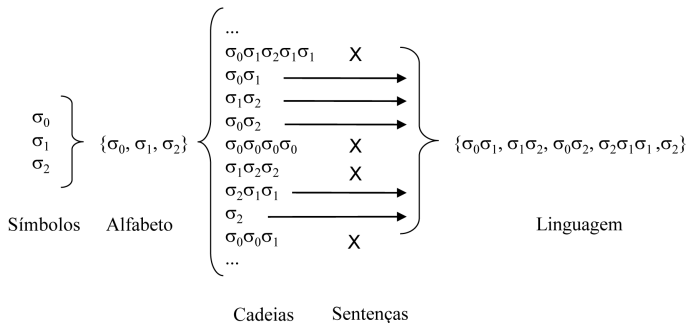 ...
σ₀σ₁σ₂σ₁σ₁ X
σ₀σ₁
σ₁σ₂
σ₀σ₂
σ₀σ₀σ₀σ₀ X
σ₁σ₂σ₂ X
σ₂σ₁σ₁
σ₂
σ₀σ₀σ₁ X
...
σ₀
σ₁
σ₂
{σ₀, σ₁, σ₂}
{σ₀σ₁, σ₁σ₂, σ₀σ₂, σ₂σ₁σ₁ ,σ₂}
Símbolos Alfabeto Linguagem
Cadeias Sentenças